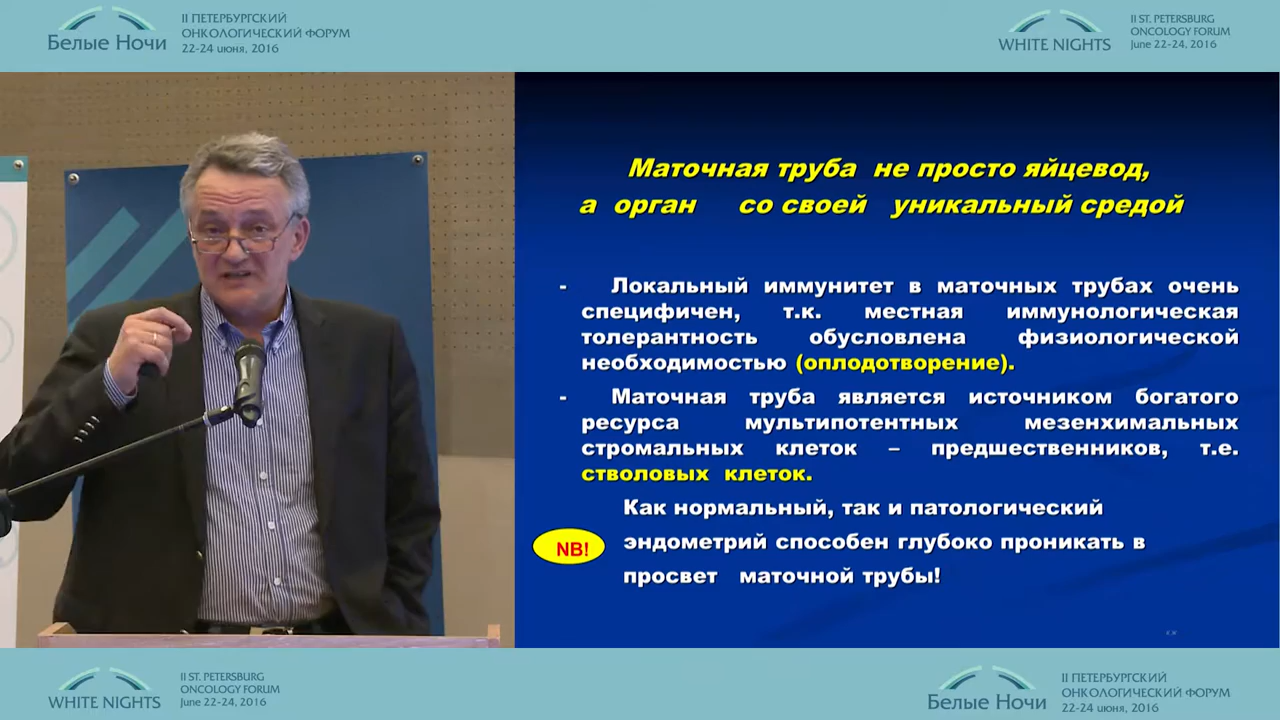 Белые Ночи
II ПЕТЕРБУРГСКИЙ
ОНКОЛОГИЧЕСКИЙ ФОРУМ
22-24 июня, 2016
WHITE NIGHTS
II ST. PETERSBURG
ONCOLOGY FORUM
June 22-24, 2016
Маточная труба не просто яйцевод,
а орган со своей уникальный средой
- Локальный иммунитет в маточных трубах очень
специфичен, т.к. местная иммунологическая
толерантность обусловлена физиологической
необходимостью (оплодотворение).
- Маточная труба является источником богатого
ресурса мультипотентных мезенхимальных
стромальных клеток – предшественников, т.е.
стволовых клеток.
Как нормальный, так и патологический
NB! эндометрий способен глубоко проникать в
просвет маточной трубы!
WHITE NIGHTS
II ST. PETERSBURG
ONCOLOGY FORUM
June 22-24, 2016
Белые Ночи
II ПЕТЕРБУРГСКИЙ
ОНКОЛОГИЧЕСКИЙ ФОРУМ
22-24 июня, 2016